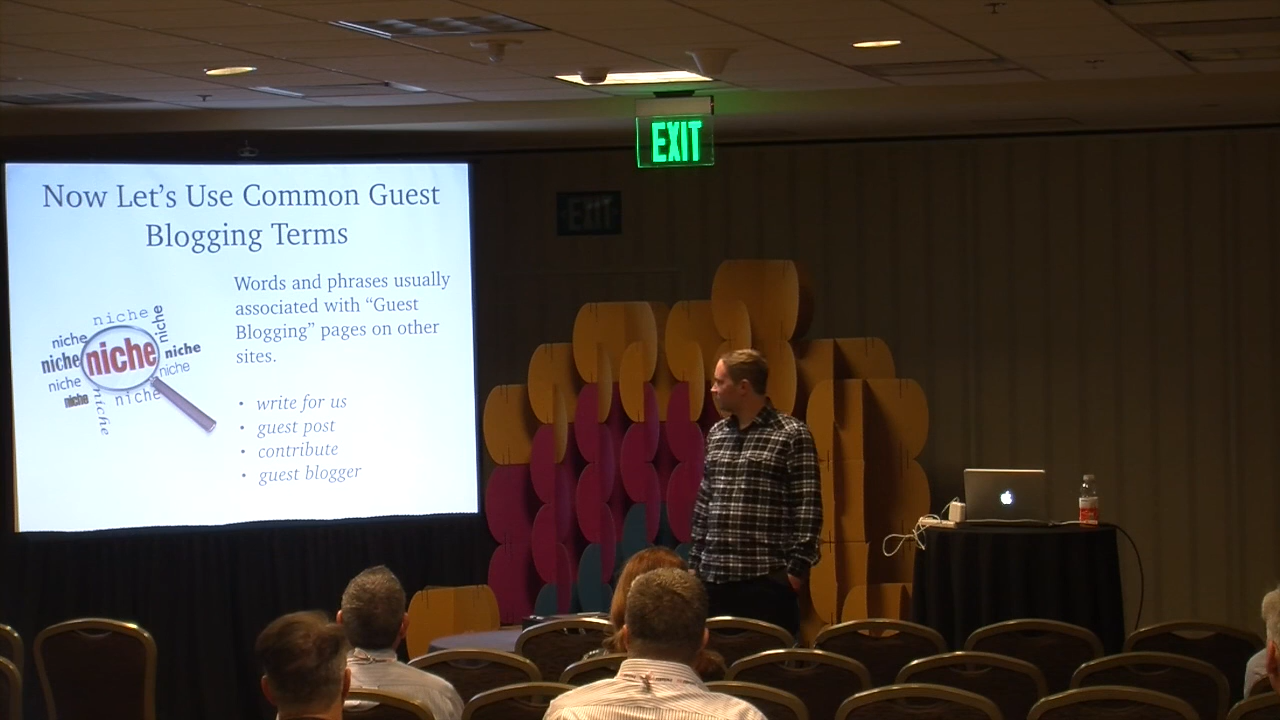 EXIT
EXIT
Now Let's Use Common Guest
Blogging Terms
Words and phrases usually
associated with “Guest
Blogging” pages on other
sites.
niche
niche
niche
niche
niche
niche
niche
niche
niche
niche
niche
• write for us
• guest post
• contribute
• guest blogger